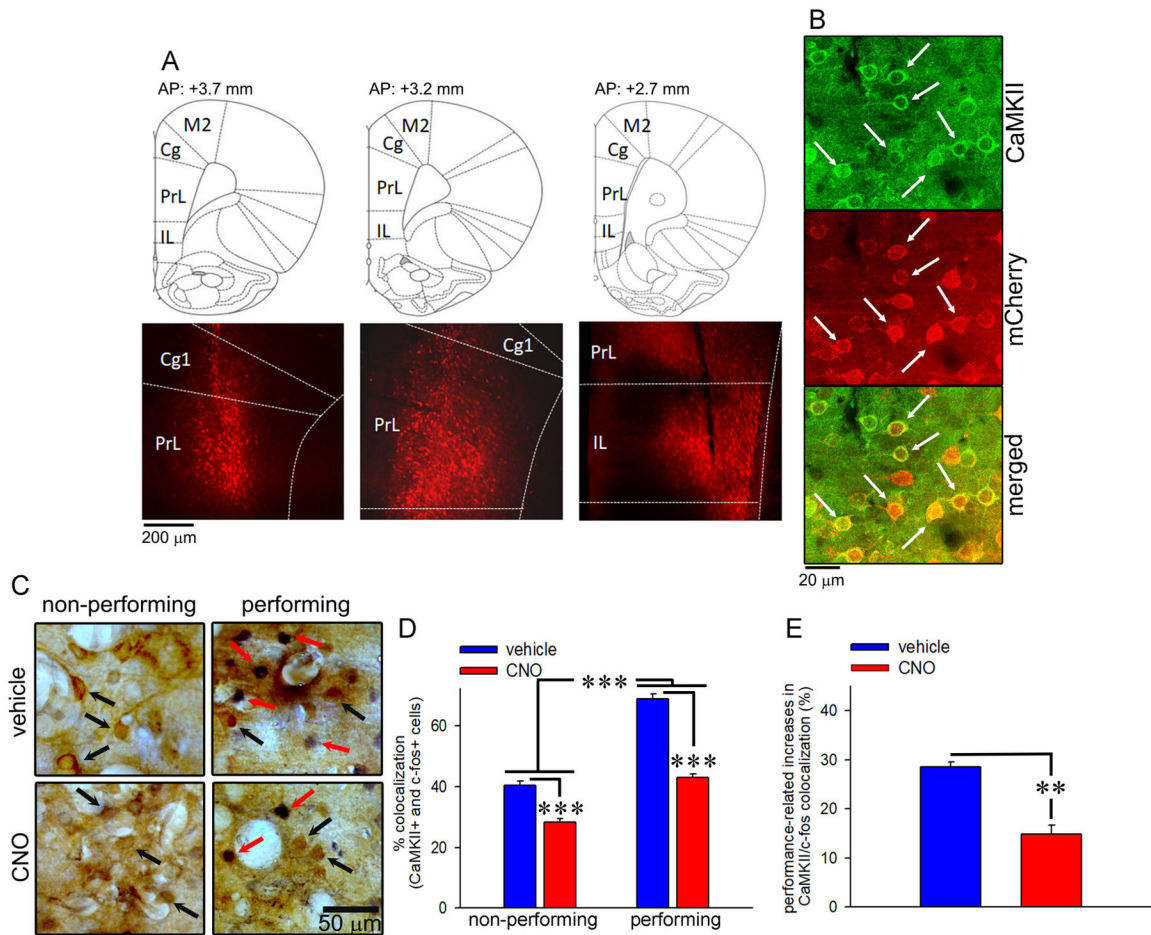 A
AP: +3.7 mm
AP: +3.2 mm
AP: +2.7 mm
M2
Cg
PrL
IL
M2
Cg
PrL
IL
M2
Cg
PrL
IL
Cg1
PrL
Cg1
PrL
PrL
IL
200 μm
B
CaMKII
mCherry
merged
20 μm
C
non-performing
performing
vehicle
CNO
50 μm
D
vehicle
CNO
% colocalization
(CaMKII+ and c-fos+ cells)
80
60
40
20
0
***
***
***
non-performing
performing
E
vehicle
CNO
performance-related increases in
CaMKII/c-fos colocalization (%)
40
30
20
10
0
**